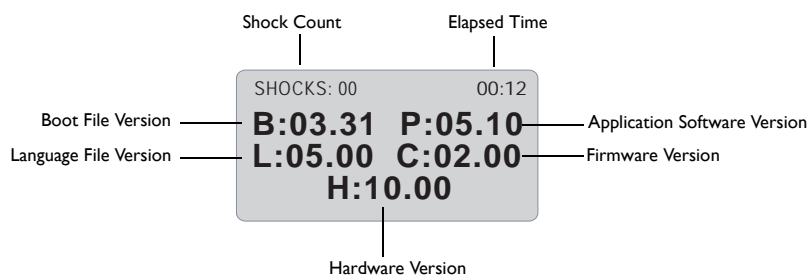 Shock Count Elapsed Time
SHOCKS: 00 00:12
Boot File Version B:03.31 P:05.10 Application Software Version
Language File Version L:05.00 C:02.00 Firmware Version
H:10.00
Hardware Version